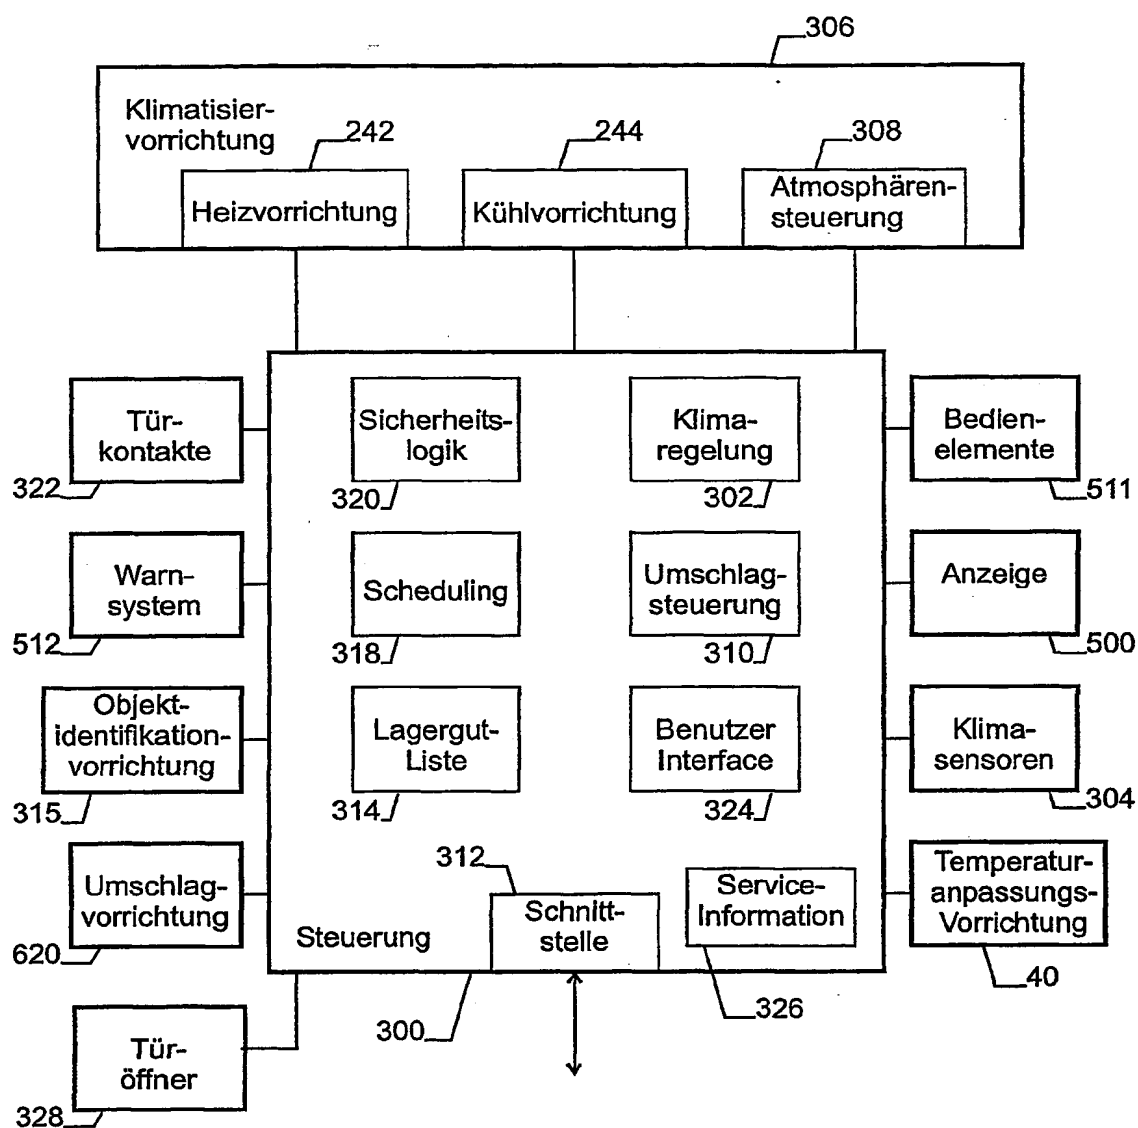 306
Klimatisier-
vorrichtung
242
244
308
Heizvorrichtung
Kühlvorrichtung
Atmosphären-
steuerung
Tür-
kontakte
322
Sicherheits-
logik
320
Klima-
regelung
302
Bedien-
elemente
511
Warn-
system
512
Scheduling
318
Umschlag-
steuerung
310
Anzeige
500
Objekt-
identifikation-
vorrichtung
315
Lagergut-
Liste
314
Benutzer
Interface
324
Klima-
sensoren
304
Umschlag-
vorrichtung
620
Steuerung
312
Schnitt-
stelle
Service-
Information
326
Temperatur-
anpassungs-
Vorrichtung
40
300
Tür-
öffner
328